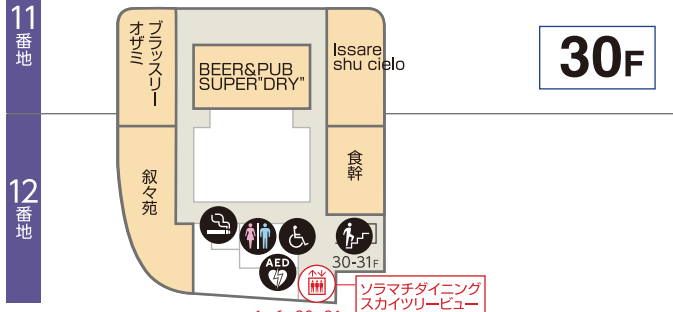 11
番地
ブラッスリー
オザミ
BEER&PUB
SUPER"DRY"
Issare
shu cielo
30F
12
番地
叙々苑
食幹
AED
30-31F
ソラマチダイニング
スカイツリービュー